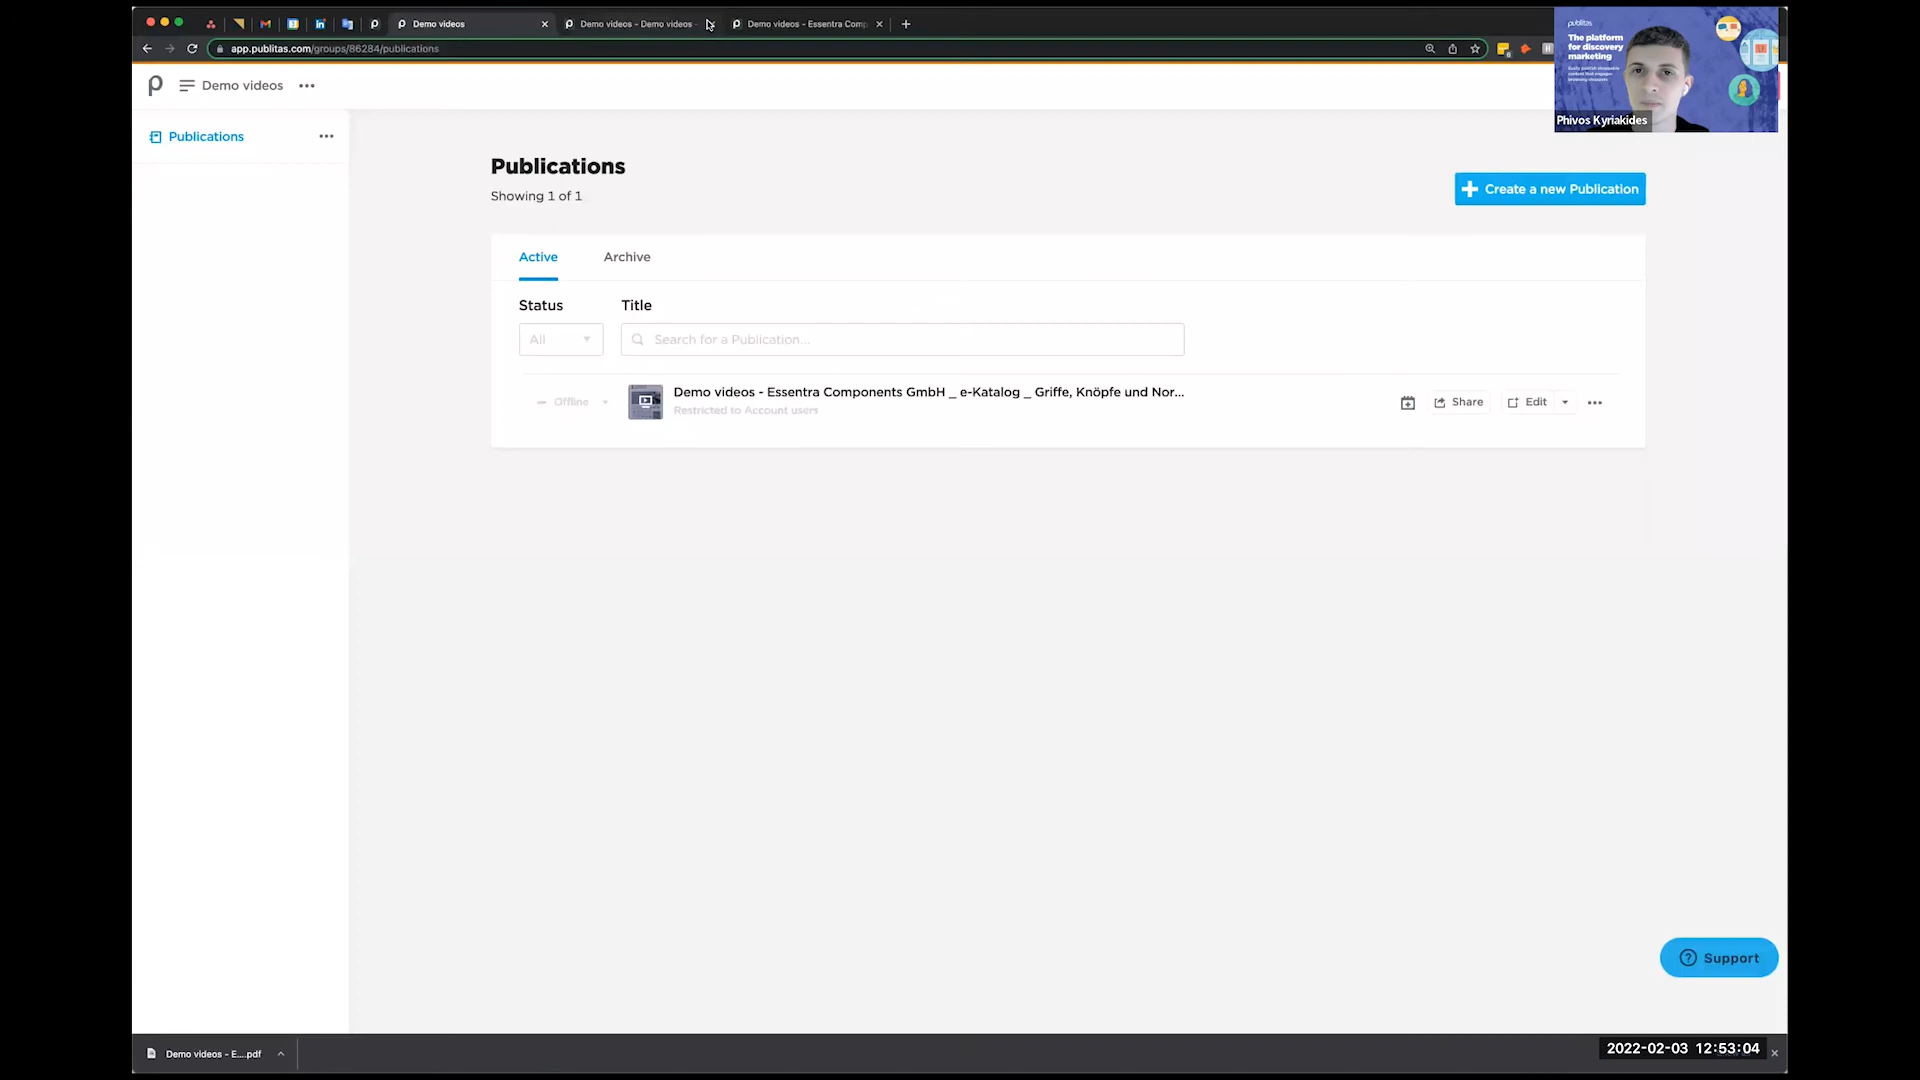 Demo videos
Demo videos - Demo videos -
Demo videos - Essentra Comp
app.publitas.com/groups/86284/publications
Demo videos
Publications
Publications
Showing 1 of 1
Create a new Publication
Active
Archive
Status
Title
All
Search for a Publication...
Offline
Demo videos - Essentra Components GmbH _ e-Katalog _ Griffe, Knöpfe und Nor...
Restricted to Account users
Share
Edit
publitas
The platform
for discovery
marketing
Phivos Kyriakides
Support
Demo videos - E....pdf
2022-02-03 12:53:04